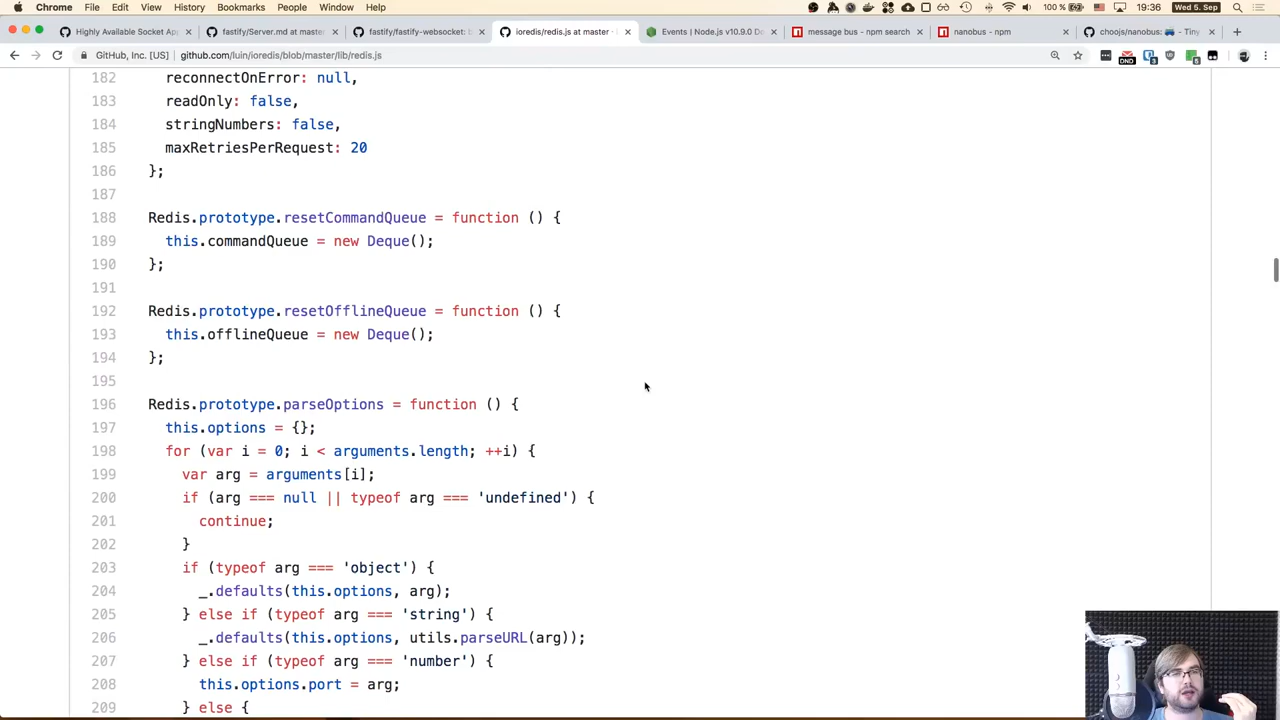 Chrome File Edit View History Bookmarks People Window Help 100 % 19:36 Wed 5. Sep
Highly Available Socket Ap
fastify/Server.md at master
fastify/fastify-websocket: b
ioredis/redis.js at master ·
Events | Node.js v10.9.0 Do
message bus - npm search
nanobus - npm
choojs/nanobus: 🚌 - Tiny
GitHub, Inc. [US] github.com/luin/ioredis/blob/master/lib/redis.js
DND 3 5
182 reconnectOnError: null,
183 readOnly: false,
184 stringNumbers: false,
185 maxRetriesPerRequest: 20
186 };
187
188 Redis.prototype.resetCommandQueue = function () {
189 this.commandQueue = new Deque();
190 };
191
192 Redis.prototype.resetOfflineQueue = function () {
193 this.offlineQueue = new Deque();
194 };
195
196 Redis.prototype.parseOptions = function () {
197 this.options = {};
198 for (var i = 0; i < arguments.length; ++i) {
199 var arg = arguments[i];
200 if (arg === null || typeof arg === 'undefined') {
201 continue;
202 }
203 if (typeof arg === 'object') {
204 _.defaults(this.options, arg);
205 } else if (typeof arg === 'string') {
206 _.defaults(this.options, utils.parseURL(arg));
207 } else if (typeof arg === 'number') {
208 this.options.port = arg;
209 } else {